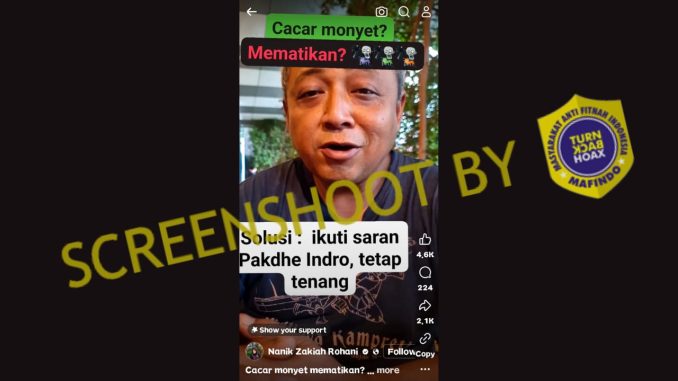 Cacar monyet?
Mematikan?
Solusi : ikuti saran
Pakdhe Indro, tetap
tenang
4,6K
224
2,1K
Copy
Show your support
Nanik Zakiah Rohani
Follow
Cacar monyet mematikan? ... more
SCREENSHOOT BY
MASYARAKAT ANTI FITNAH INDONESIA
TURN
BACK
HOAX
MAFINDO